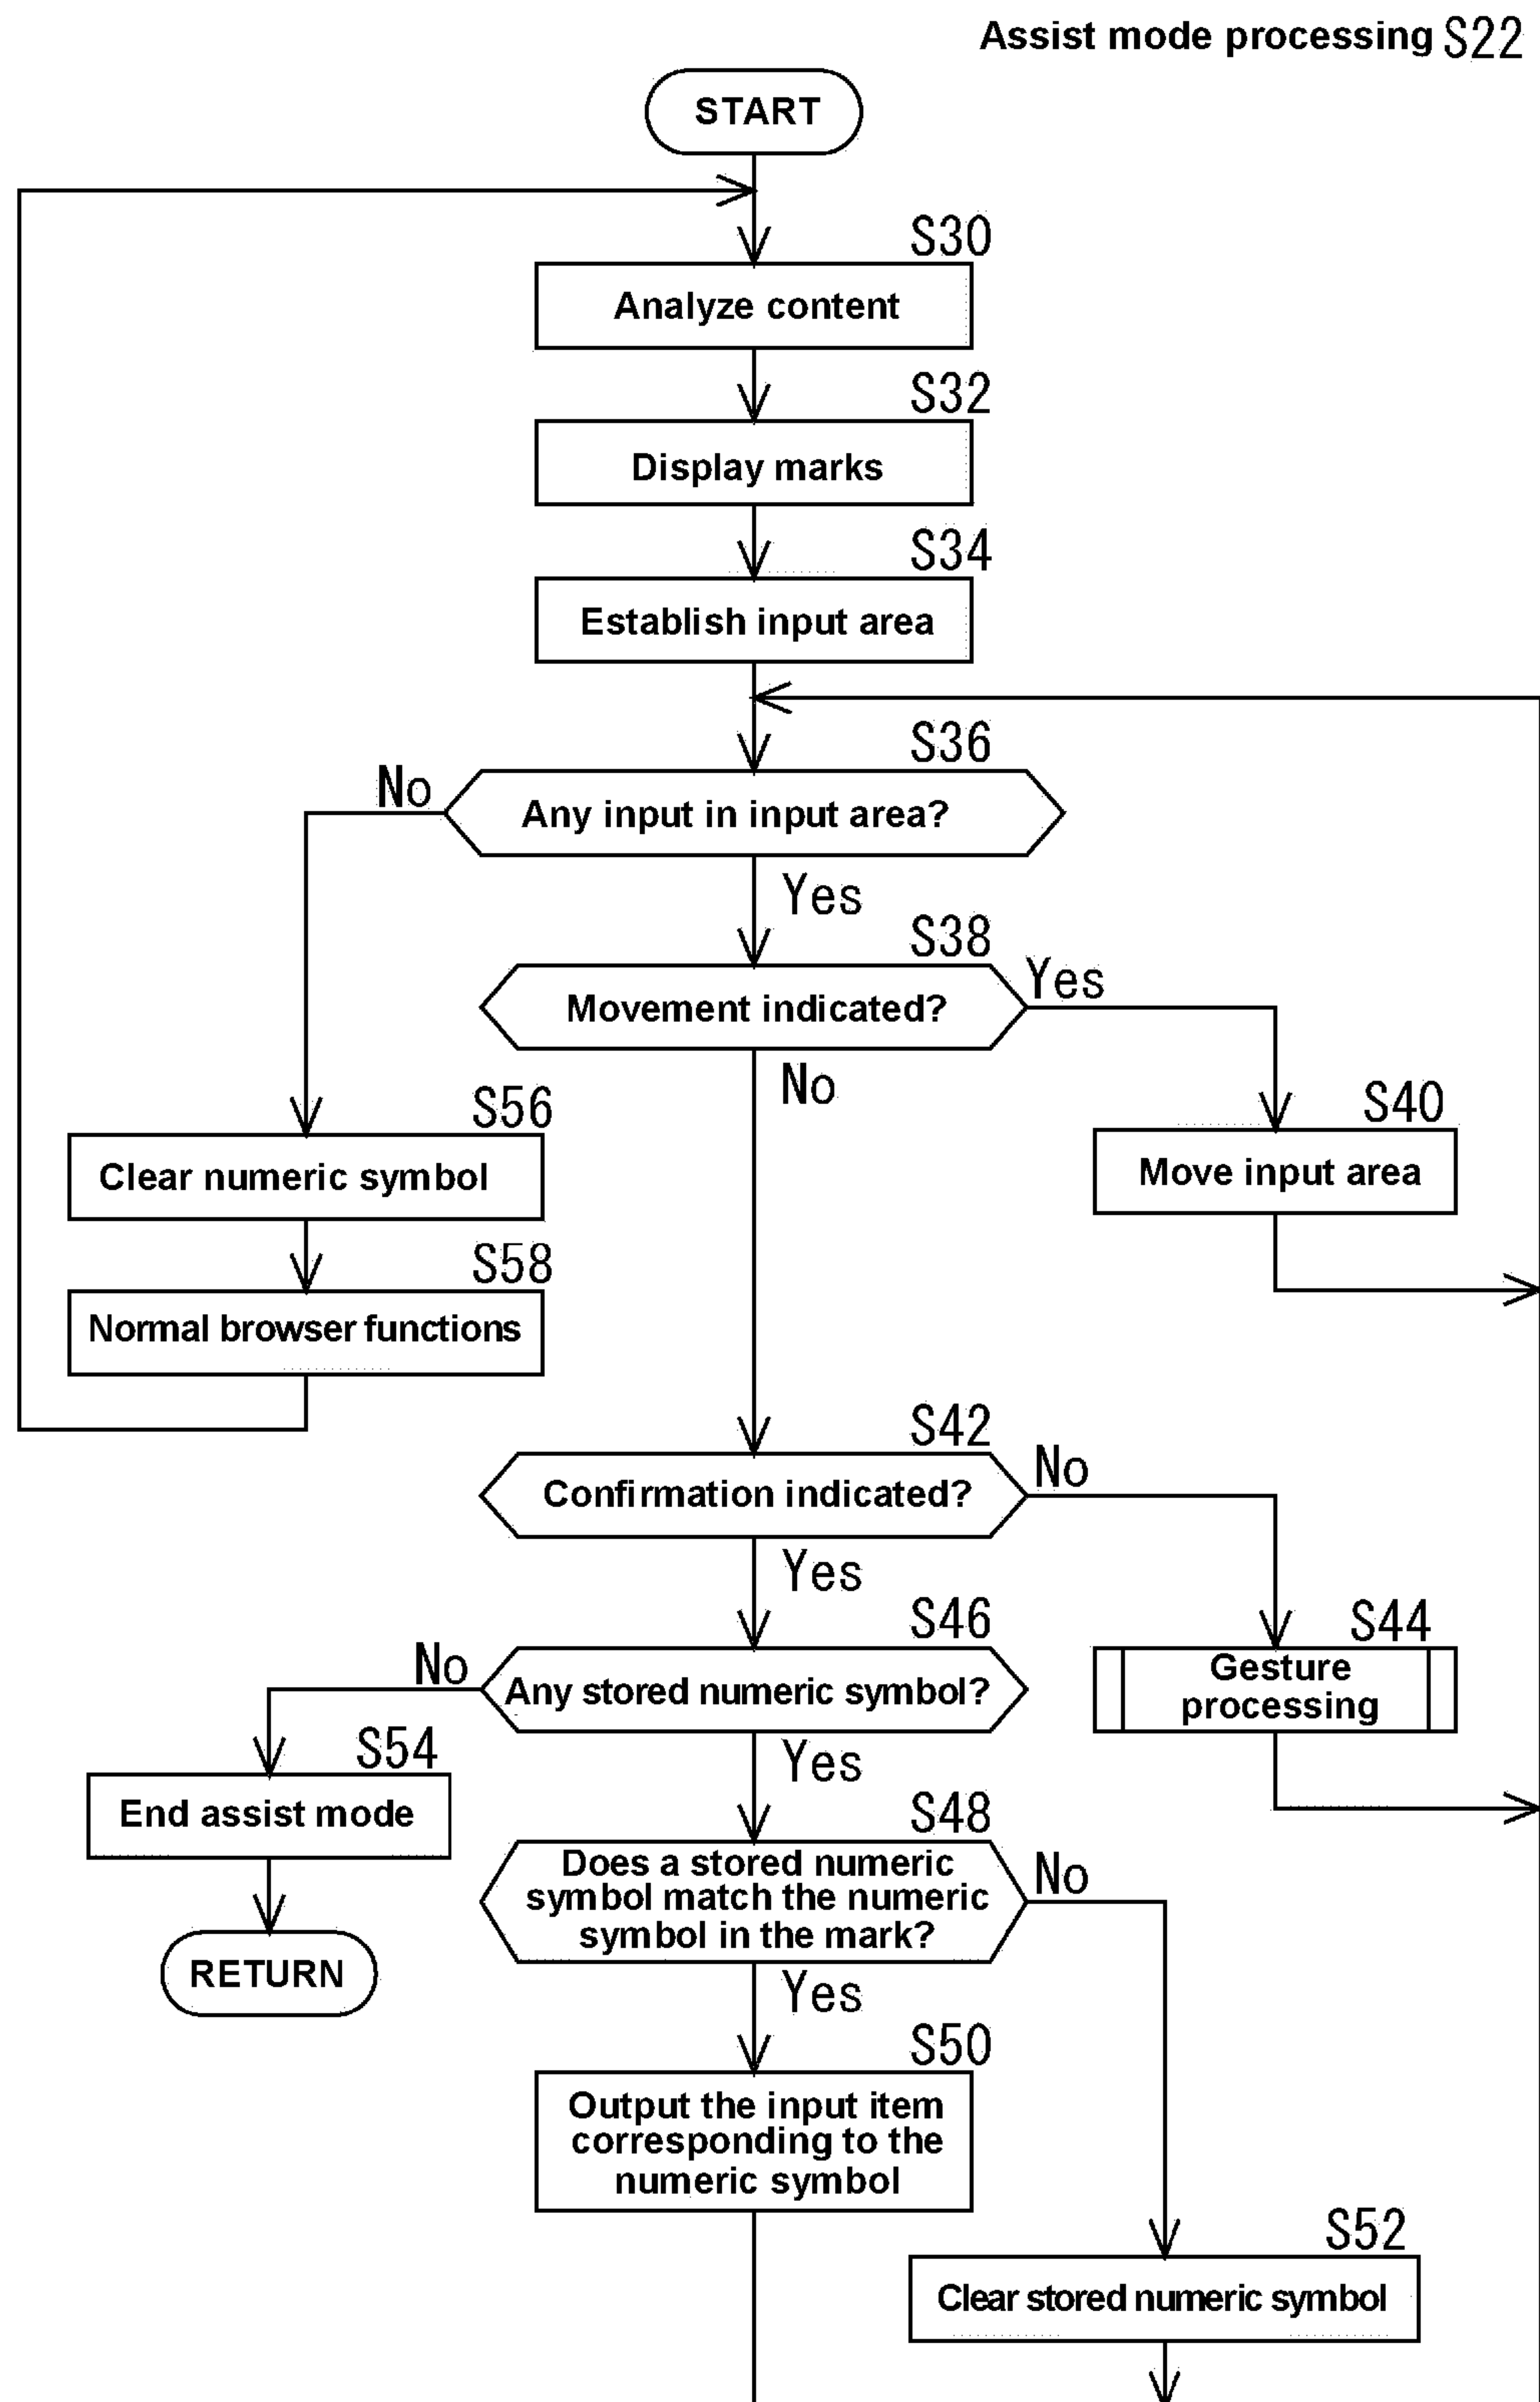 Assist mode processing S22
START
S30
Analyze content
S32
Display marks
S34
Establish input area
S36
No
Any input in input area?
Yes
S38
Yes
Movement indicated?
No
S56
S40
Clear numeric symbol
Move input area
S58
Normal browser functions
S42
No
Confirmation indicated?
Yes
S46
S44
No
Any stored numeric symbol?
Gesture
processing
Yes
S54
End assist mode
S48
No
Does a stored numeric
symbol match the numeric
symbol in the mark?
RETURN
Yes
S50
Output the input item
corresponding to the
numeric symbol
S52
Clear stored numeric symbol